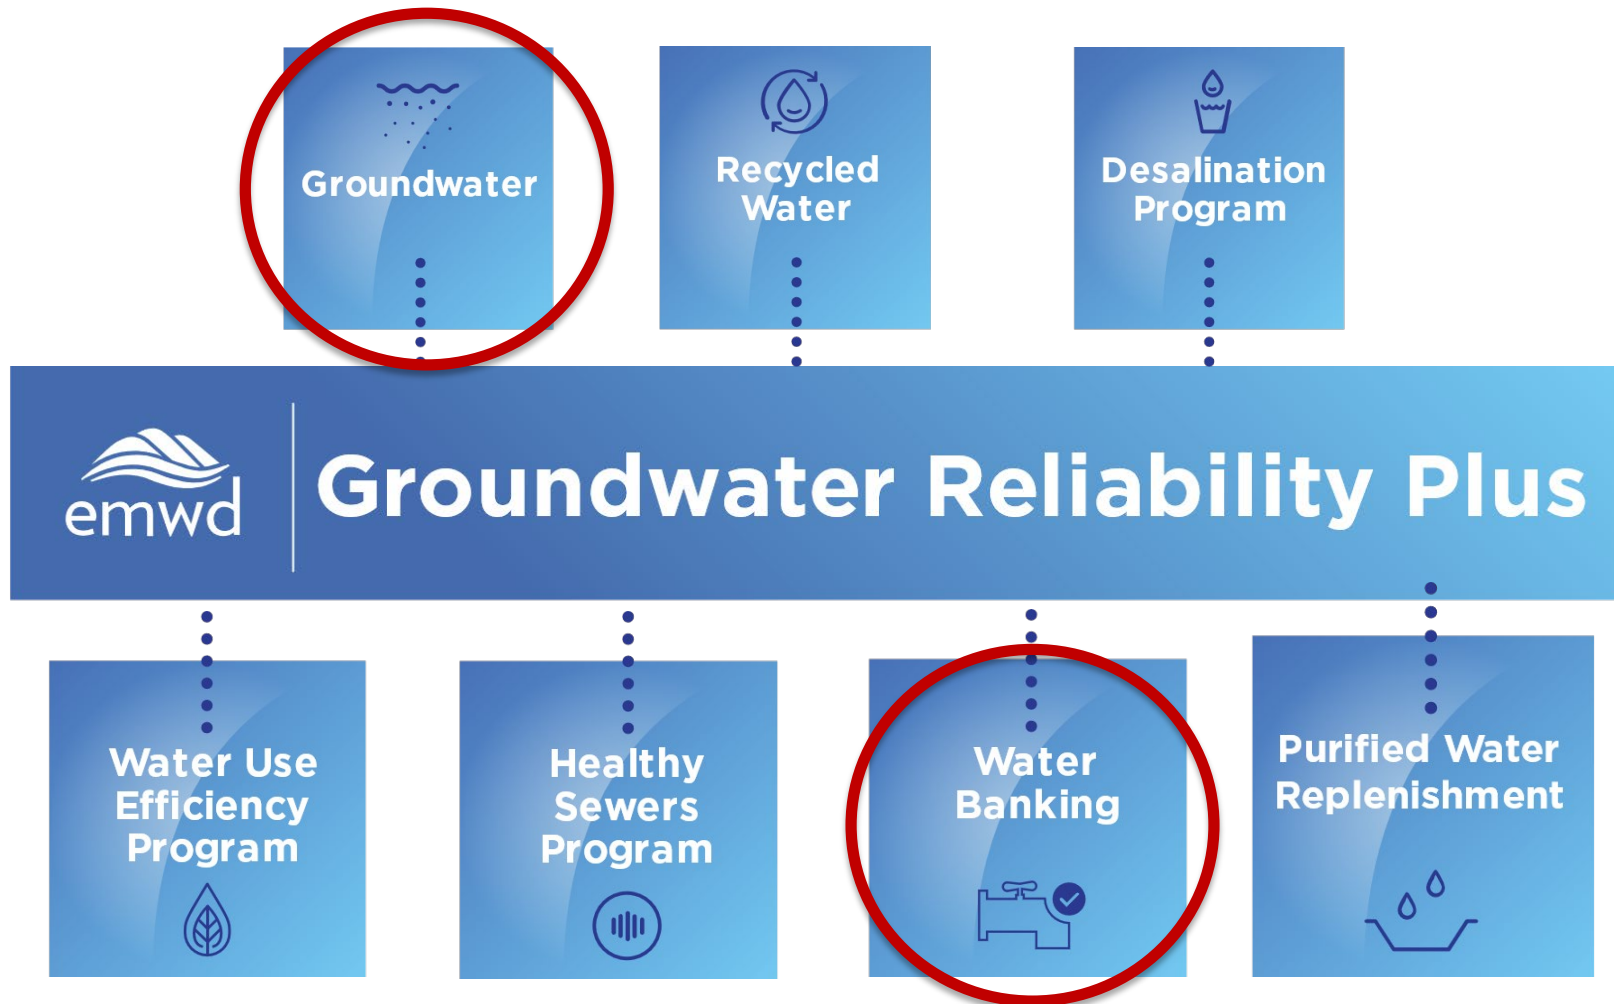 Groundwater
Recycled
Water
Desalination
Program
emwd
Groundwater Reliability Plus
Water Use
Efficiency
Program
Healthy
Sewers
Program
Water
Banking
Purified Water
Replenishment